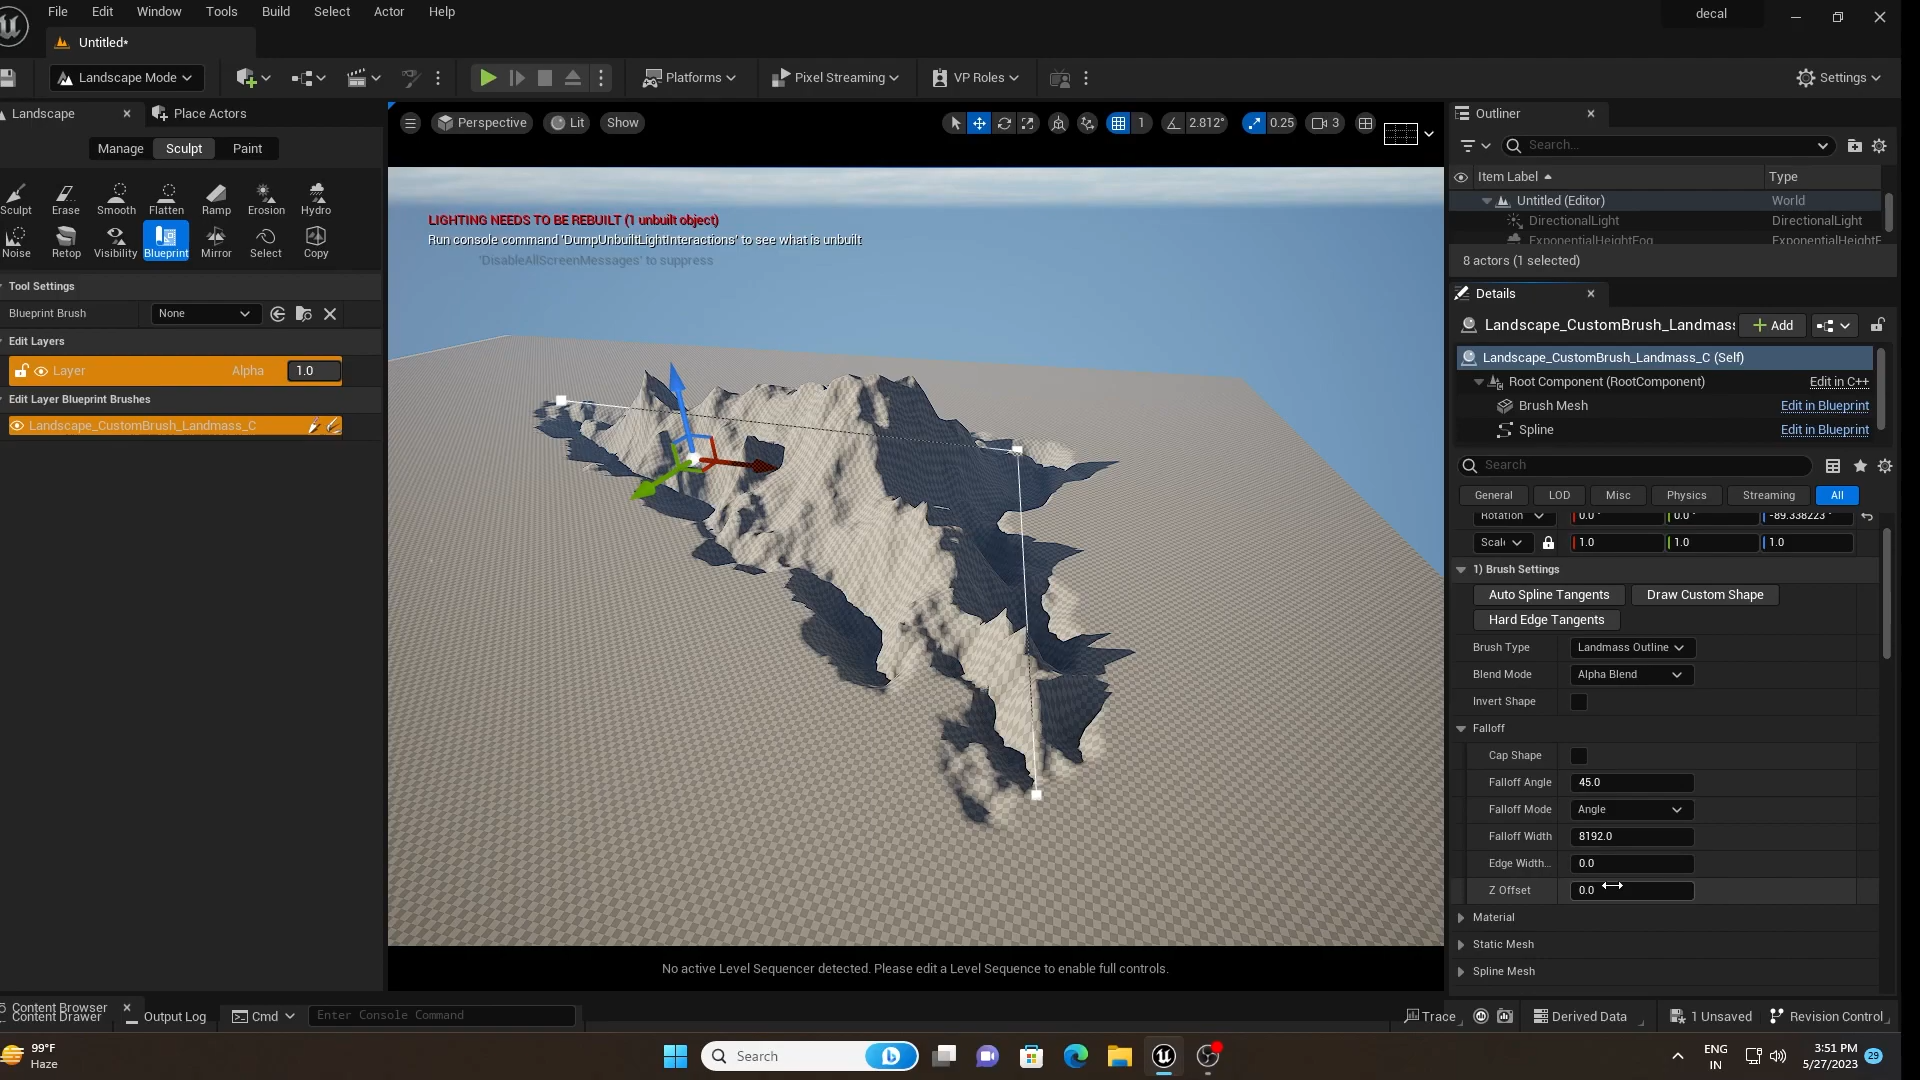 File Edit Window Tools Build Select Actor Help
decal
Untitled*
Landscape Mode
Platforms
Pixel Streaming
VP Roles
Settings
Landscape
Place Actors
Manage Sculpt Paint
Sculpt Erase Smooth Flatten Ramp Erosion Hydro
Noise Retop Visibility Blueprint Mirror Select Copy
Tool Settings
Blueprint Brush None
Edit Layers
Layer Alpha 1.0
Edit Layer Blueprint Brushes
Landscape_CustomBrush_Landmass_C
Perspective Lit Show
1 2.812° 0.25 3
LIGHTING NEEDS TO BE REBUILT (1 unbuilt object)
Run console command 'DumpUnbuiltLightInteractions' to see what is unbuilt
'DisableAllScreenMessages' to suppress
No active Level Sequencer detected. Please edit a Level Sequence to enable full controls.
Outliner
Search...
Item Label Type
Untitled (Editor) World
DirectionalLight DirectionalLight
ExponentialHeightFog ExponentialHeightF
8 actors (1 selected)
Details
Landscape_CustomBrush_Landmas: Add
Landscape_CustomBrush_Landmass_C (Self)
Root Component (RootComponent) Edit in C++
Brush Mesh Edit in Blueprint
Spline Edit in Blueprint
Search
General LOD Misc Physics Streaming All
Rotation 0.0 ° 0.0 ° -89.338223 °
Scale 1.0 1.0 1.0
1) Brush Settings
Auto Spline Tangents Draw Custom Shape
Hard Edge Tangents
Brush Type Landmass Outline
Blend Mode Alpha Blend
Invert Shape
Falloff
Cap Shape
Falloff Angle 45.0
Falloff Mode Angle
Falloff Width 8192.0
Edge Width... 0.0
Z Offset 0.0
Material
Static Mesh
Spline Mesh
Content Browser
Content Drawer Output Log Cmd Enter Console Command
Trace Derived Data 1 Unsaved Revision Control
99°F
Haze
Search
ENG
IN
3:51 PM
5/27/2023
29